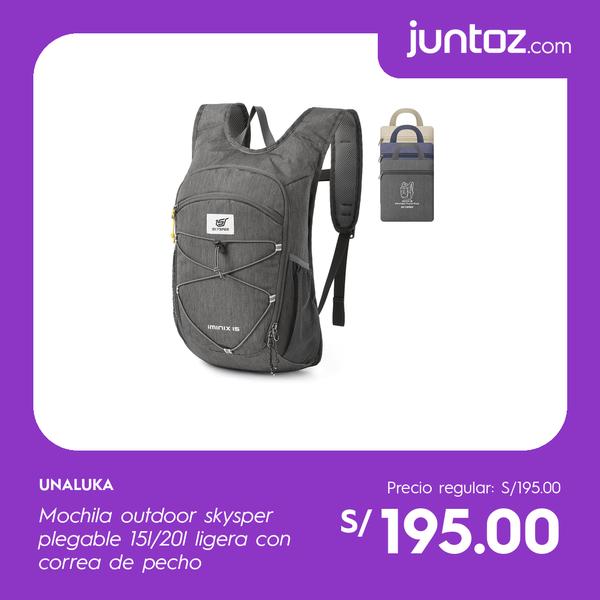 juntoz.com
SKYSPER
iMiNiX 15
UNALUKA
Mochila outdoor skysper
plegable 15l/20l ligera con
correa de pecho
Precio regular: S/195.00
S/ 195.00